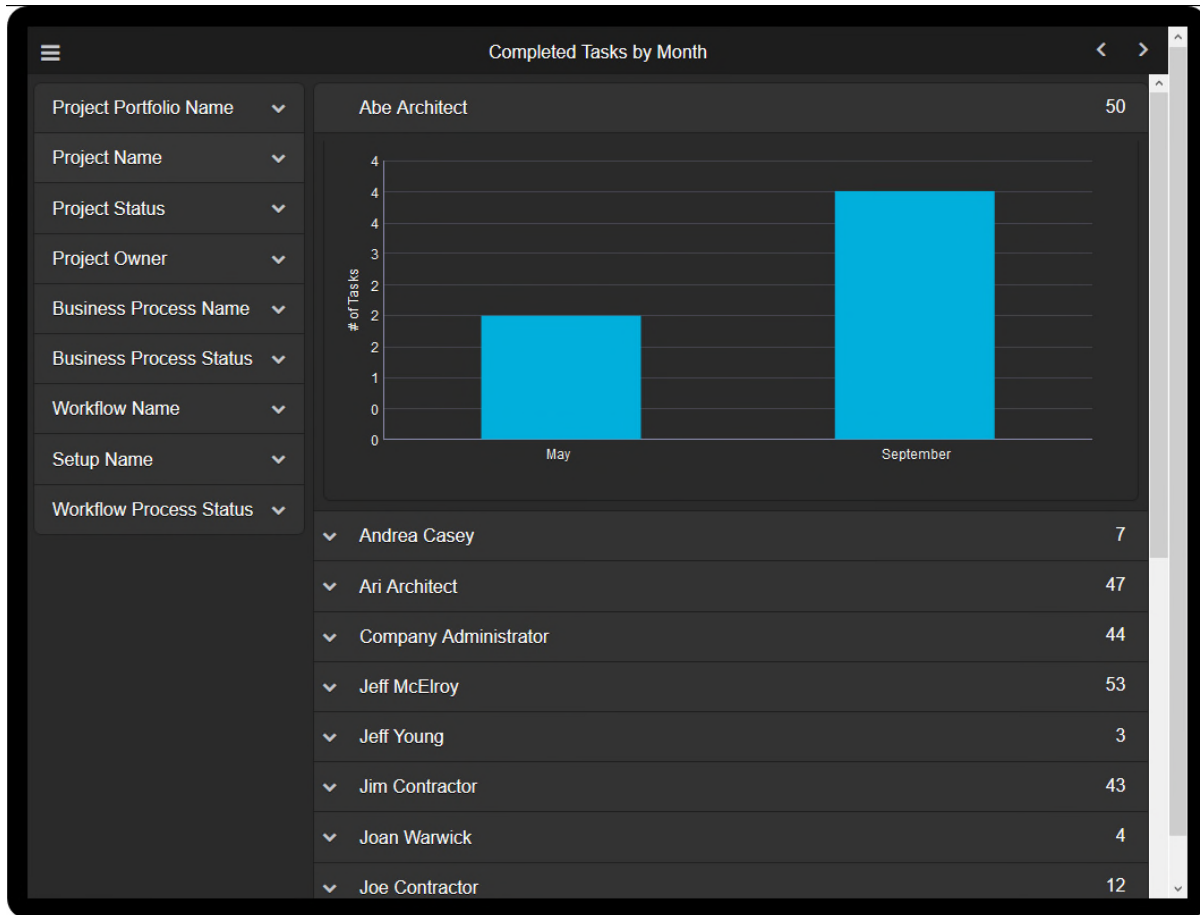 Completed Tasks by Month
Project Portfolio Name
Project Name
Project Status
Project Owner
Business Process Name
Business Process Status
Workflow Name
Setup Name
Workflow Process Status
Abe Architect 50
# of Tasks
4
4
4
3
2
2
2
1
0
0
May September
Andrea Casey 7
Ari Architect 47
Company Administrator 44
Jeff McElroy 53
Jeff Young 3
Jim Contractor 43
Joan Warwick 4
Joe Contractor 12